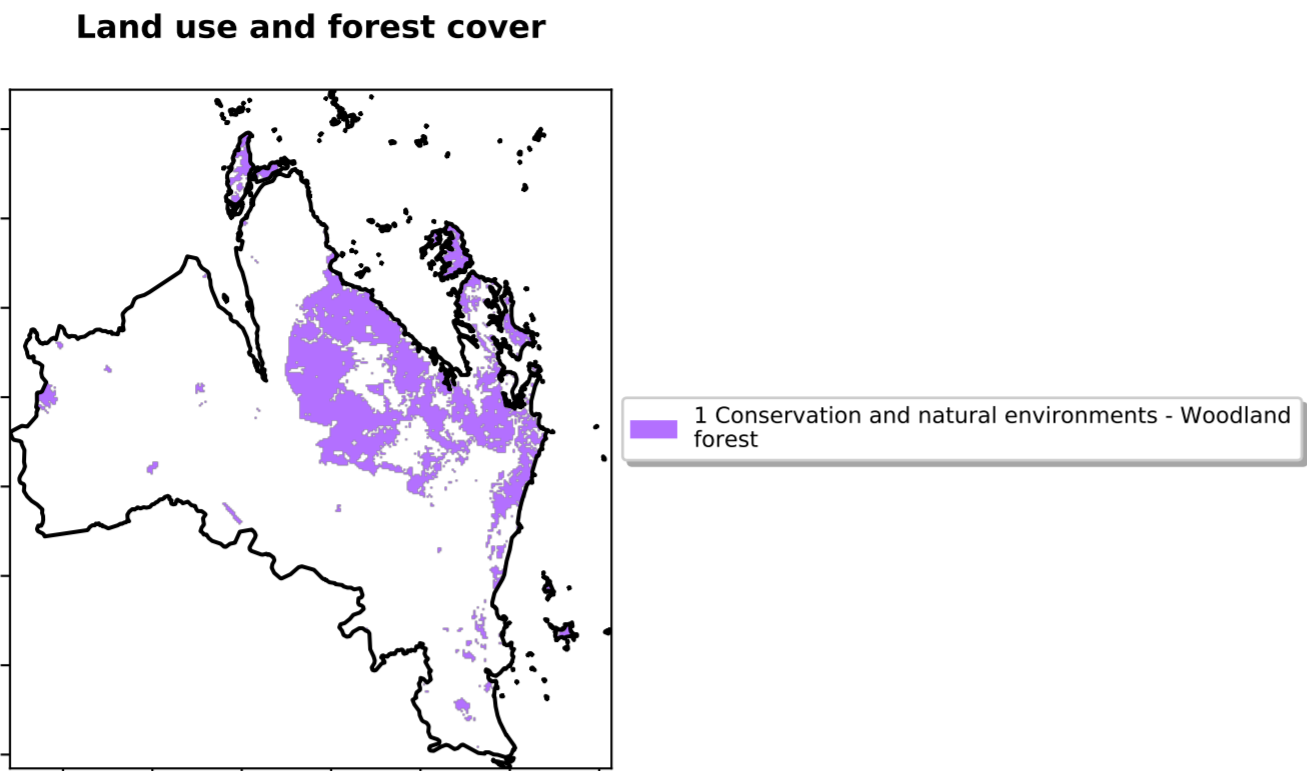 Land use and forest cover
1 Conservation and natural environments - Woodland
forest